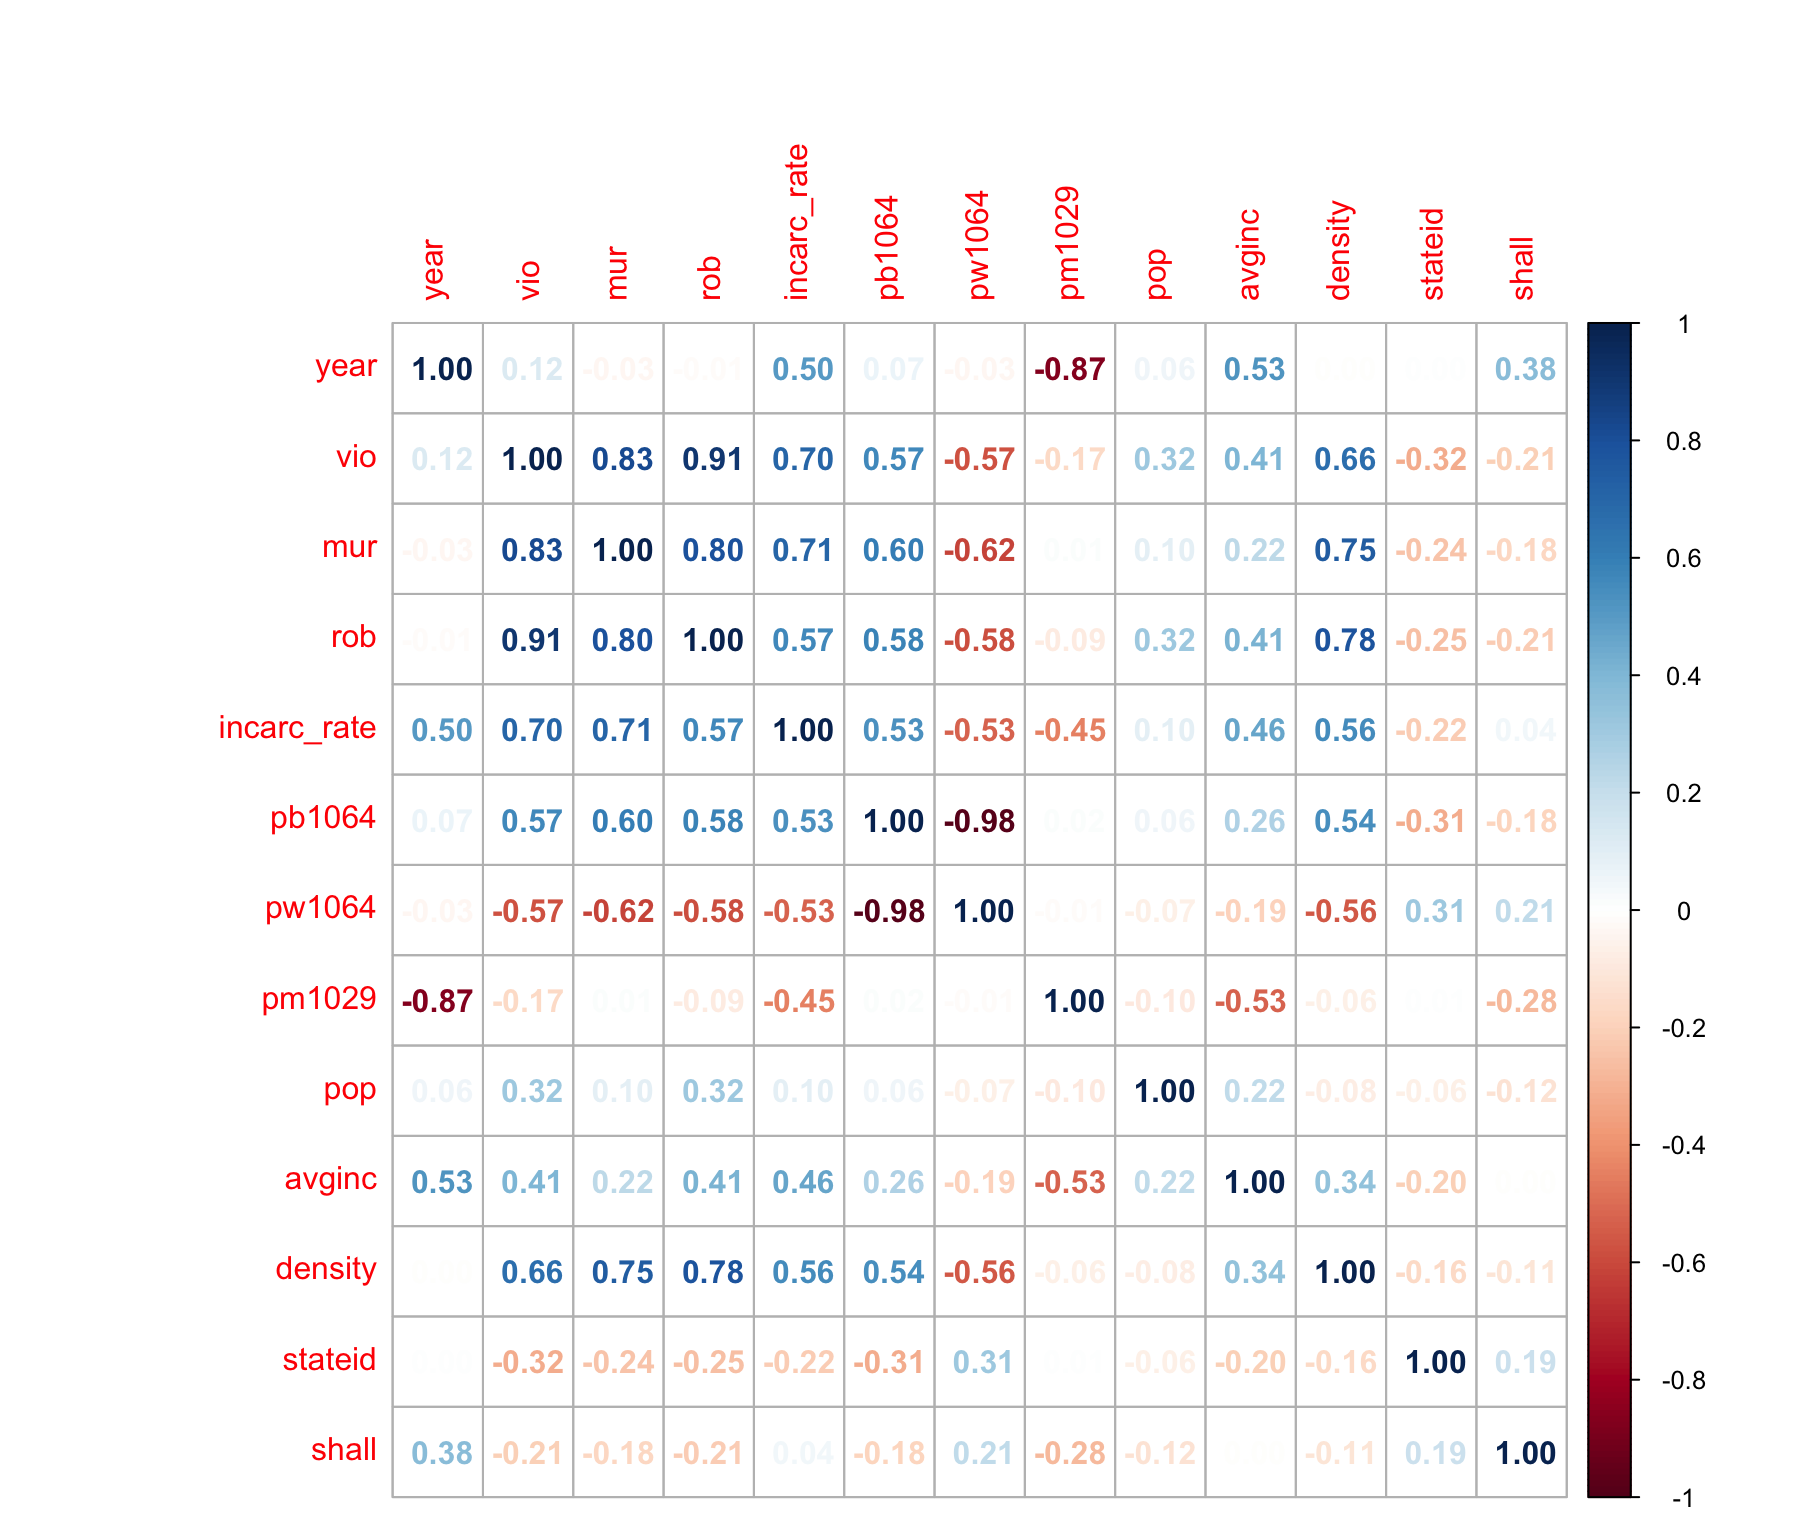 year vio mur rob incarc_rate pb1064 pw1064 pm1029 pop avginc density stateid shall
year 1.00 0.12 -0.03 -0.01 0.50 0.07 -0.03 -0.87 0.06 0.53 0.38
vio 0.12 1.00 0.83 0.91 0.70 0.57 -0.57 -0.17 0.32 0.41 0.66 -0.32 -0.21
mur -0.03 0.83 1.00 0.80 0.71 0.60 -0.62 0.01 0.10 0.22 0.75 -0.24 -0.18
rob -0.01 0.91 0.80 1.00 0.57 0.58 -0.58 -0.09 0.32 0.41 0.78 -0.25 -0.21
incarc_rate 0.50 0.70 0.71 0.57 1.00 0.53 -0.53 -0.45 0.10 0.46 0.56 -0.22 0.04
pb1064 0.07 0.57 0.60 0.58 0.53 1.00 -0.98 0.02 0.06 0.26 0.54 -0.31 -0.18
pw1064 -0.03 -0.57 -0.62 -0.58 -0.53 -0.98 1.00 -0.01 -0.07 -0.19 -0.56 0.31 0.21
pm1029 -0.87 -0.17 0.01 -0.09 -0.45 0.02 -0.01 1.00 -0.10 -0.53 -0.06 -0.28
pop 0.06 0.32 0.10 0.32 0.10 0.06 -0.07 -0.10 1.00 0.22 -0.08 -0.06 -0.12
avginc 0.53 0.41 0.22 0.41 0.46 0.26 -0.19 -0.53 0.22 1.00 0.34 -0.20
density 0.66 0.75 0.78 0.56 0.54 -0.56 -0.06 -0.08 0.34 1.00 -0.16 -0.11
stateid -0.32 -0.24 -0.25 -0.22 -0.31 0.31 -0.06 -0.20 -0.16 1.00 0.19
shall 0.38 -0.21 -0.18 -0.21 0.04 -0.18 0.21 -0.28 -0.12 -0.11 0.19 1.00
1
0.8
0.6
0.4
0.2
0
-0.2
-0.4
-0.6
-0.8
-1